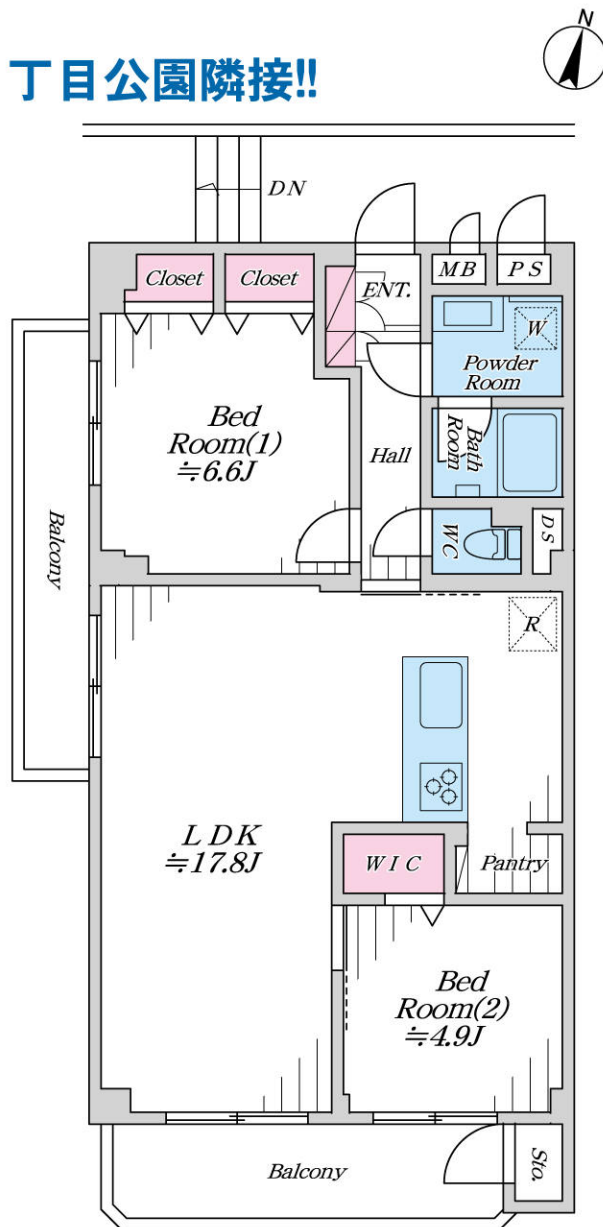 N
丁目公園隣接!!
DN
Closet
Closet
ENT.
MB
PS
W
Powder
Room
Bed
Room(1)
≒6.6J
Hall
Bath
Room
Balcony
WC
DS
R
LDK
≒17.8J
WIC
Pantry
Bed
Room(2)
≒4.9J
Balcony
Sto.